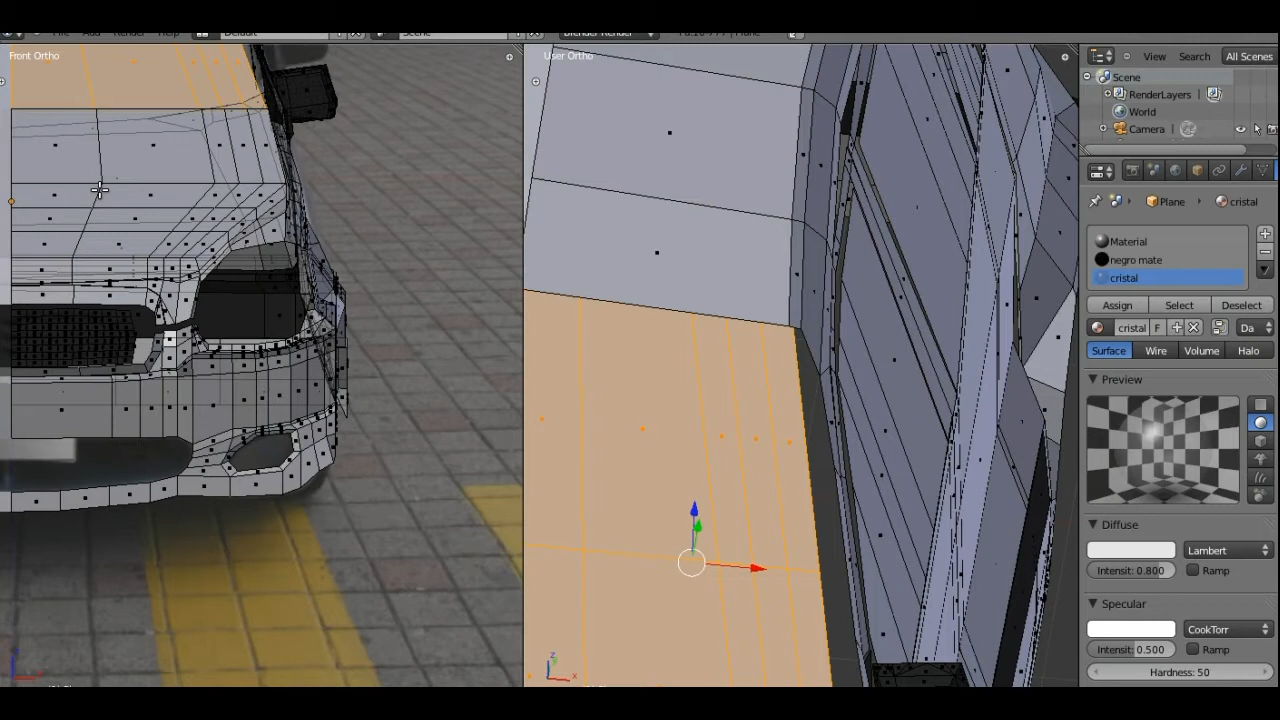 Front Ortho
User Ortho
View Search All Scenes
Scene
RenderLayers
World
Camera
Plane cristal
Material
negro mate
cristal
Assign Select Deselect
cristal F Da
Surface Wire Volume Halo
Preview
Diffuse
Lambert
Intensit: 0.800 Ramp
Specular
CookTorr
Intensit: 0.500 Ramp
Hardness: 50